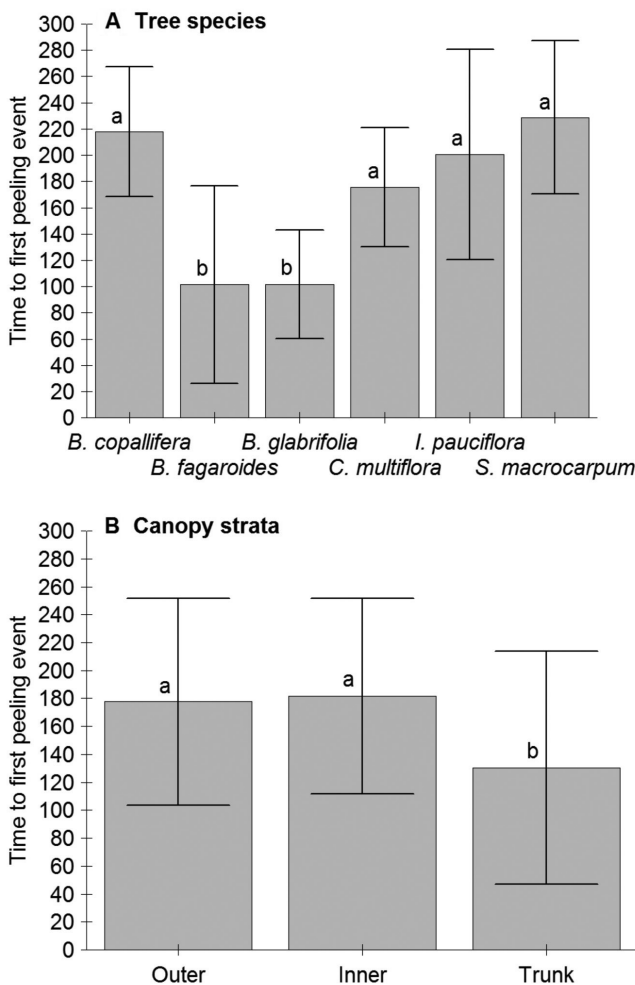 A Tree species
Time to first peeling event
300
280
260
240
220
200
180
160
140
120
100
80
60
40
20
0
a
b
b
a
a
a
B. copallifera
B. fagaroides
B. glabrifolia
C. multiflora
I. pauciflora
S. macrocarpum
B Canopy strata
Time to first peeling event
300
280
260
240
220
200
180
160
140
120
100
80
60
40
20
0
a
a
b
Outer
Inner
Trunk